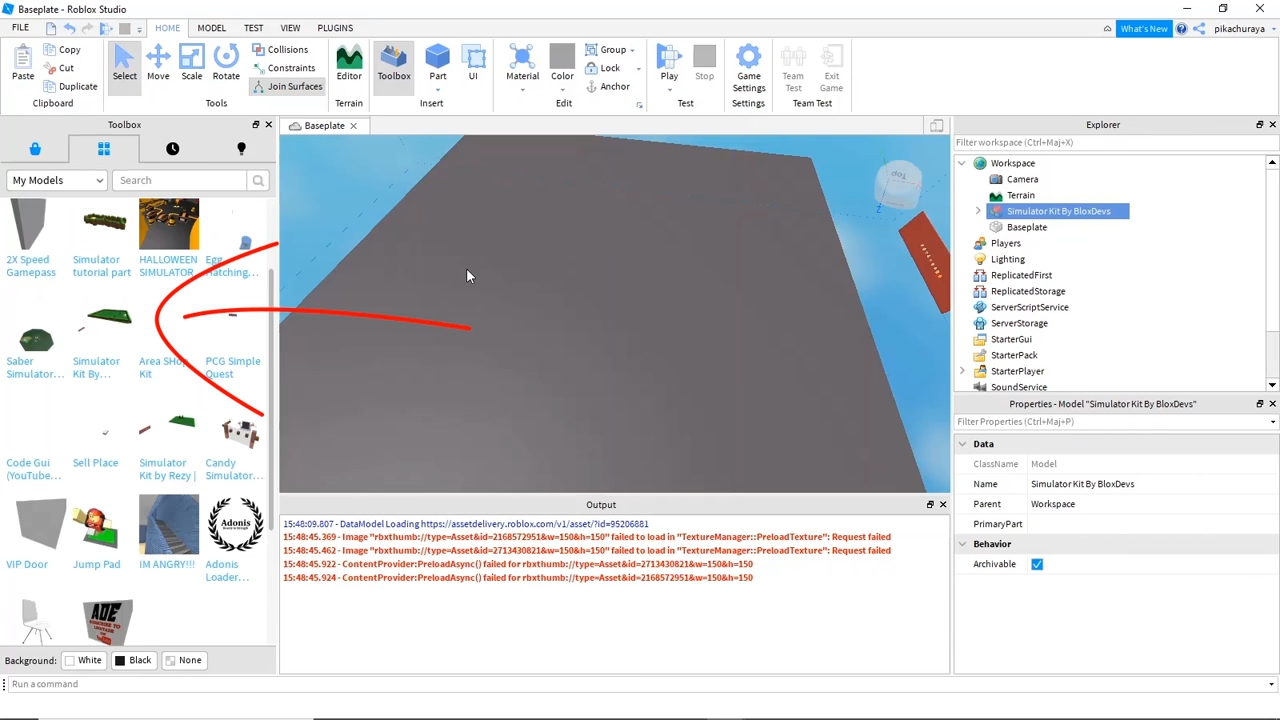 Baseplate - Roblox Studio
FILE HOME MODEL TEST VIEW PLUGINS What's New pikachuraya
Paste Copy Cut Duplicate Select Move Scale Rotate Collisions Constraints Join Surfaces Editor Toolbox Part UI Material Color Group Lock Anchor Play Stop Game Settings Team Test Exit Game
Clipboard Tools Terrain Insert Edit Test Settings Team Test
Toolbox
My Models Search
2X Speed Gamepass
Simulator tutorial part
HALLOWEEN SIMULATOR
Egg Hatching...
Saber Simulator...
Simulator Kit By...
Area SHop Kit
PCG Simple Quest
Code Gui (YouTube...
Sell Place
Simulator Kit by Rezy |
Candy Simulator...
VIP Door
Jump Pad
IM ANGRY!!!
Adonis
Adonis Loader...
Background: White Black None
Run a command
Baseplate
Top
Z
Output
15:48:09.807 - DataModel Loading https://assetdelivery.roblox.com/v1/asset/?id=95206881
15:48:45.369 - Image "rbxthumb://type=Asset&id=2168572951&w=150&h=150" failed to load in "TextureManager::PreloadTexture": Request failed
15:48:45.462 - Image "rbxthumb://type=Asset&id=2713430821&w=150&h=150" failed to load in "TextureManager::PreloadTexture": Request failed
15:48:45.922 - ContentProvider:PreloadAsync() failed for rbxthumb://type=Asset&id=2713430821&w=150&h=150
15:48:45.924 - ContentProvider:PreloadAsync() failed for rbxthumb://type=Asset&id=2168572951&w=150&h=150
Explorer
Filter workspace (Ctrl+Maj+X)
Workspace
Camera
Terrain
Simulator Kit By BloxDevs
Baseplate
Players
Lighting
ReplicatedFirst
ReplicatedStorage
ServerScriptService
ServerStorage
StarterGui
StarterPack
StarterPlayer
SoundService
Properties - Model "Simulator Kit By BloxDevs"
Filter Properties (Ctrl+Maj+P)
Data
ClassName Model
Name Simulator Kit By BloxDevs
Parent Workspace
PrimaryPart
Behavior
Archivable